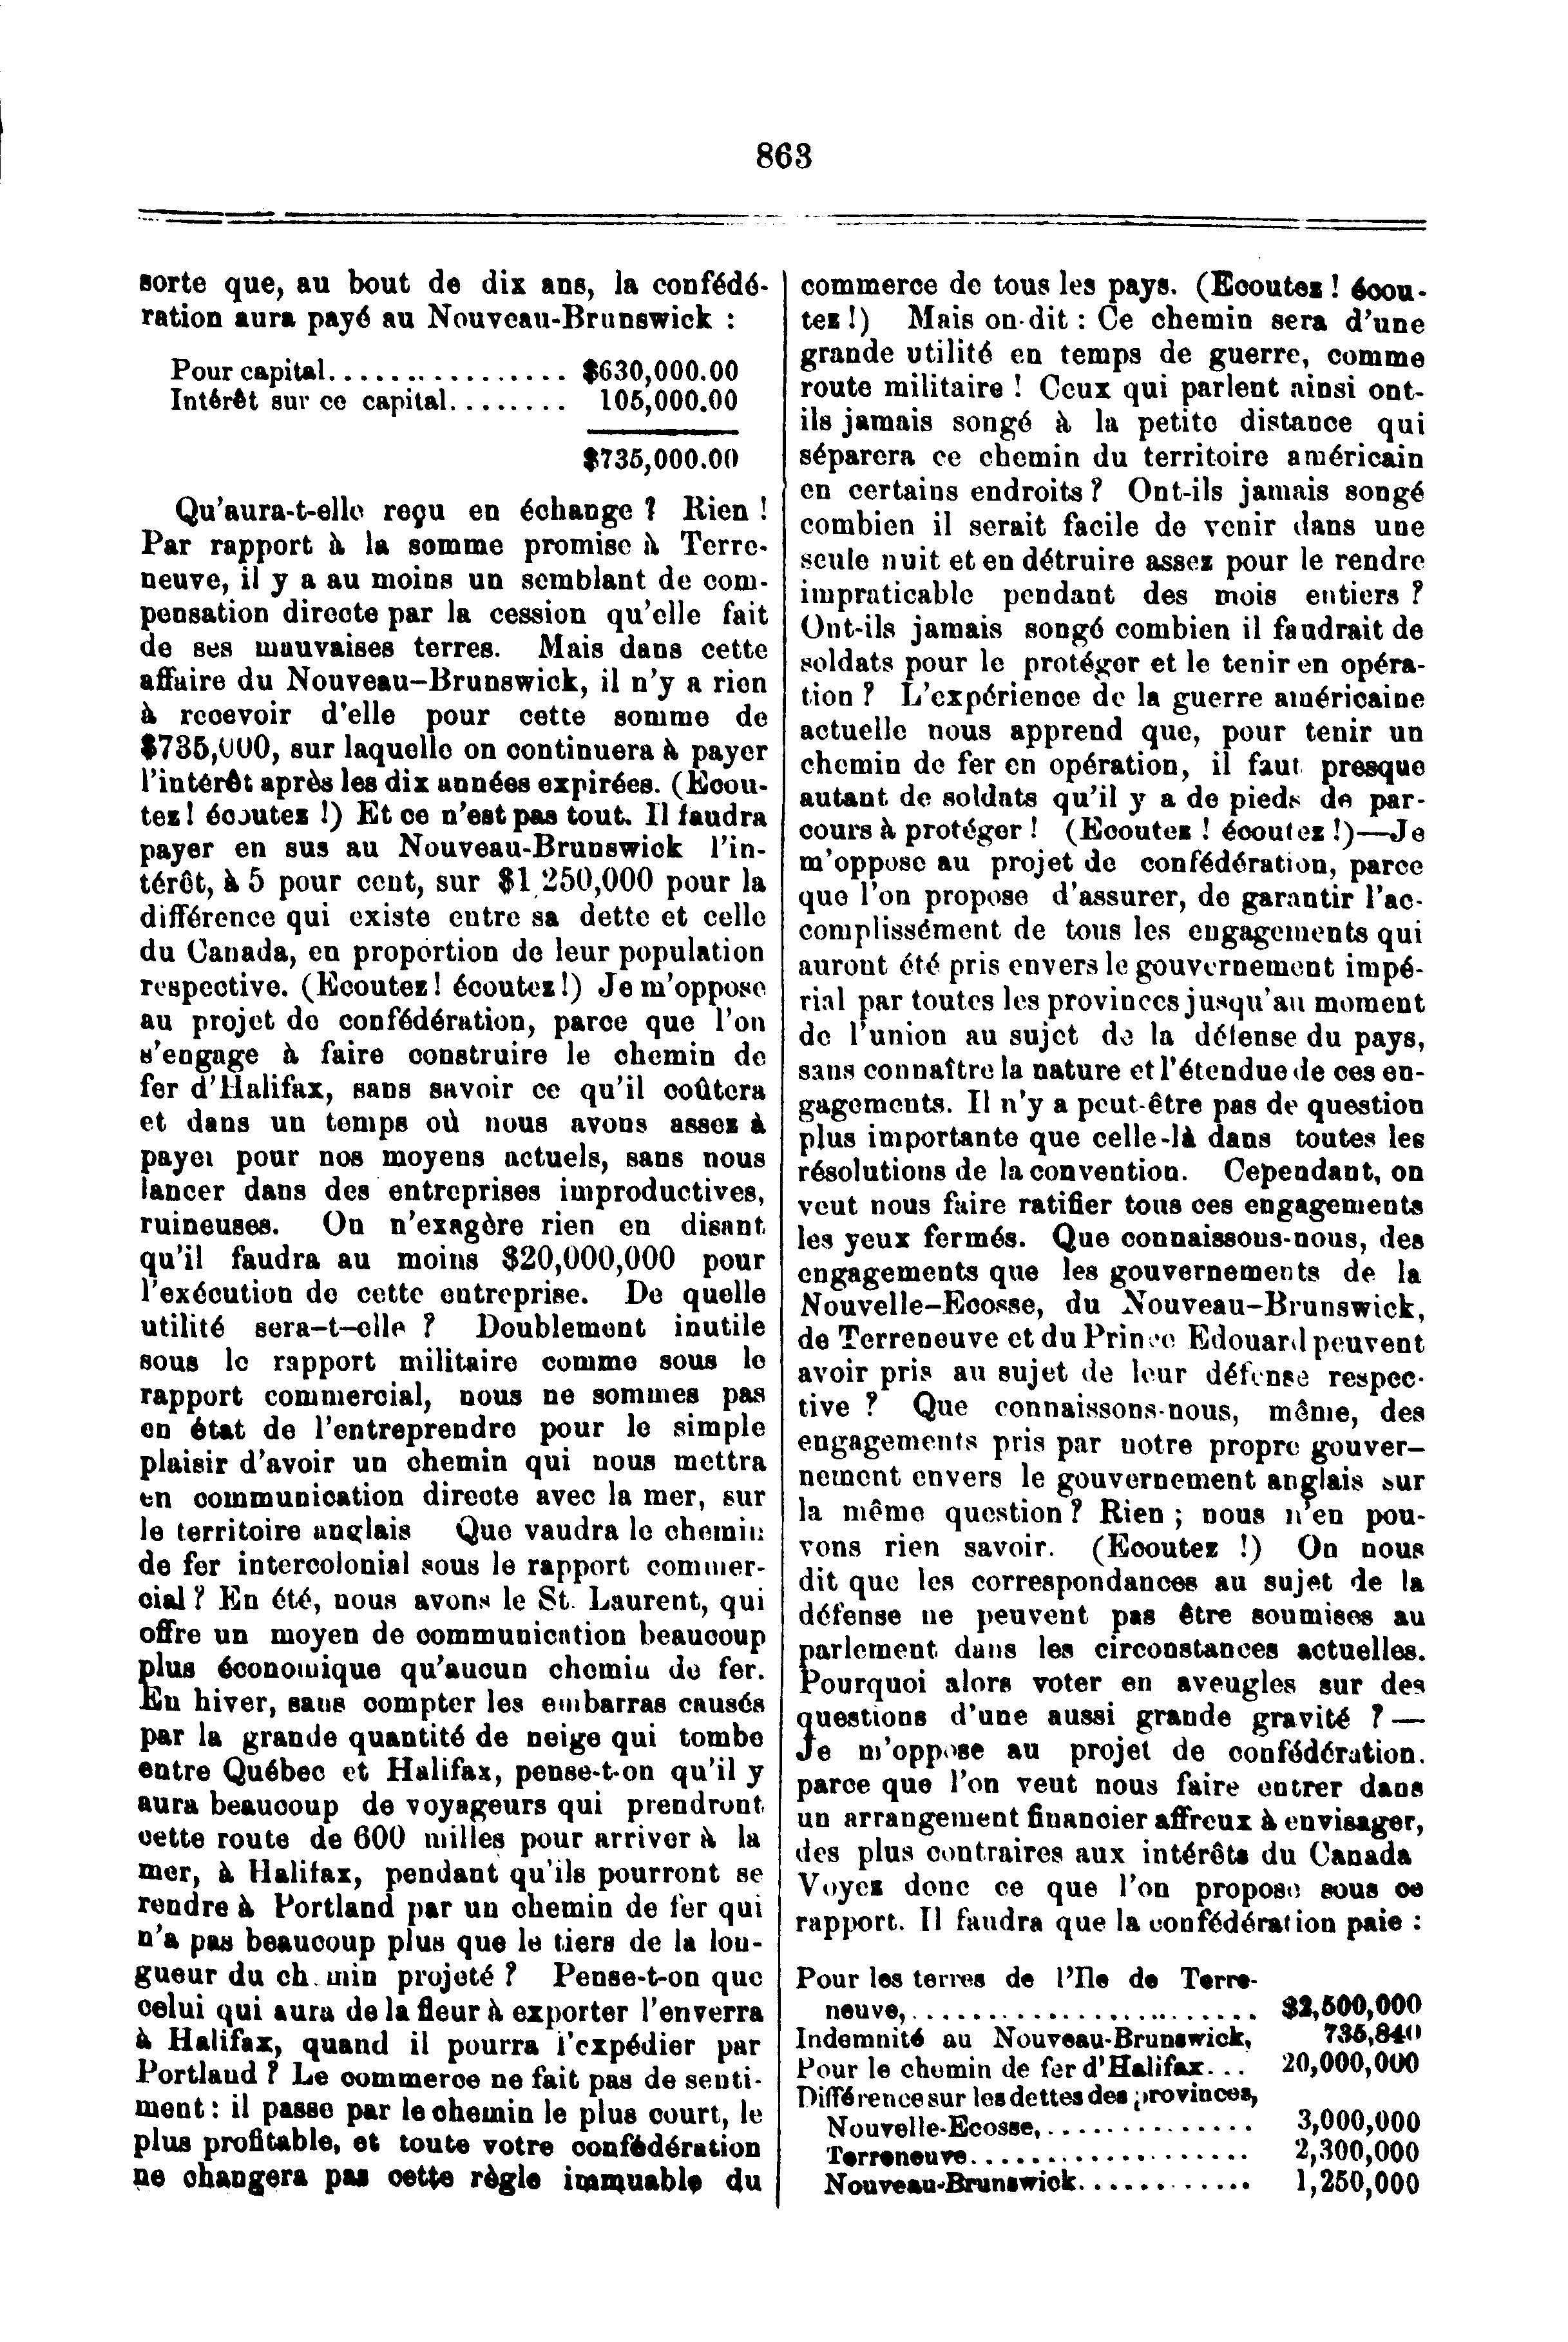 863
sorte que, au bout de dix ans, la confédé-
ration aura payé au Nouveau-Brunswick :
Pour capital................ $630,000.00
Intérêt sur ce capital........ 105,000.00
$735,000.00
Qu'aura-t-elle reçu en échange ? Rien !
Par rapport à la somme promise à Terre-
neuve, il y a au moins un semblant de com-
pensation directe par la cession qu'elle fait
de ses mauvaises terres. Mais dans cette
affaire du Nouveau-Brunswick, il n'y a rien
à recevoir d'elle pour cette somme de
$735,000, sur laquelle on continuera à payer
l'intérêt après les dix années expirées. (Ecou-
tez ! écoutez !) Et ce n'est pas tout. Il faudra
payer en sus au Nouveau-Brunswick l'in-
térêt, à 5 pour cent, sur $1,250,000 pour la
différence qui existe entre sa dette et celle
du Canada, en proportion de leur population
respective. (Ecoutez ! écoutez !) Je m'oppose
au projet de confédération, parce que l'on
s'engage à faire construire le chemin de
fer d'Halifax, sans savoir ce qu'il coûtera
et dans un temps où nous avons assez à
payer pour nos moyens actuels, sans nous
lancer dans des entreprises improductives,
ruineuses. On n'exagère rien en disant
qu'il faudra au moins $20,000,000 pour
l'exécution de cette entreprise. De quelle
utilité sera-t-elle ? Doublement inutile
sous le rapport militaire comme sous le
rapport commercial, nous ne sommes pas
en état de l'entreprendre pour le simple
plaisir d'avoir un chemin qui nous mettra
en communication directe avec la mer, sur
le territoire anglais Que vaudra le chemin
de fer intercolonial sous le rapport commer-
cial ? En été, nous avons le St. Laurent, qui
offre un moyen de communication beaucoup
plus économique qu'aucun chemin de fer.
En hiver, sans compter les embarras causés
par la grande quantité de neige qui tombe
entre Québec et Halifax, pense-t-on qu'il y
aura beaucoup de voyageurs qui prendront
cette route de 600 milles pour arriver à la
mer, à Halifax, pendant qu'ils pourront se
rendre à Portland par un chemin de fer qui
n'a pas beaucoup plus que le tiers de la lon-
gueur du chemin projeté ? Pense-t-on que
celui qui aura de la fleur à exporter l'enverra
à Halifax, quand il pourra l'expédier par
Portland ? Le commerce ne fait pas de senti-
ment : il passe par le chemin le plus court, le
plus profitable, et toute votre confédération
ne changera pas cette règle immuable du
commerce de tous les pays. (Ecoutez ! écou-
tez !) Mais on-dit : Ce chemin sera d'une
grande utilité en temps de guerre, comme
route militaire ! Ceux qui parlent ainsi ont-
ils jamais songé à la petite distance qui
séparera ce chemin du territoire américain
en certains endroits ? Ont-ils jamais songé
combien il serait facile de venir dans une
seule nuit et en détruire assez pour le rendre
impraticable pendant des mois entiers ?
Ont-ils jamais songé combien il faudrait de
soldats pour le protéger et le tenir en opéra-
tion ? L'expérience de la guerre américaine
actuelle nous apprend que, pour tenir un
chemin de fer en opération, il faut presque
autant de soldats qu'il y a de pieds de par-
cours à protéger ! (Ecoutez ! écoutez !)—Je
m'oppose au projet de confédération, parce
que l'on propose d'assurer, de garantir l'ac-
complissément de tous les engagements qui
auront été pris envers le gouvernement impé-
rial par toutes les provinces jusqu'au moment
de l'union au sujet de la défense du pays,
sans connaître la nature et l'étendue de ces en-
gagements. Il n'y a peut-être pas de question
plus importante que celle-là dans toutes les
résolutions de la convention. Cependant, on
veut nous faire ratifier tous ces engagements
les yeux fermés. Que connaissons-nous, des
engagements que les gouvernements de la
Nouvelle-Ecosse, du Nouveau-Brunswick,
de Terreneuve et du Prince Edouard peuvent
avoir pris au sujet de leur défense respec-
tive ? Que connaissons-nous, même, des
engagements pris par notre propre gouver-
nement envers le gouvernement anglais sur
la même question ? Rien ; nous n'en pou-
vons rien savoir. (Ecoutez !) On nous
dit que les correspondances au sujet de la
défense ne peuvent pas être soumises au
parlement dans les circonstances actuelles.
Pourquoi alors voter en aveugles sur des
questions d'une aussi grande gravité ? —
Je m'oppose au projet de confédération,
parce que l'on veut nous faire entrer dans
un arrangement financier affreux à envisager,
des plus contraires aux intérêts du Canada
Voyez donc ce que l'on propose sous ce
rapport. Il faudra que la confédération paie :
Pour les terres de l'Ile de Terre-
neuve,.......................... $2,500,000
Indemnité au Nouveau-Brunswick, 735,840
Pour le chemin de fer d'Halifax... 20,000,000
Différence sur les dettes des provinces,
Nouvelle-Ecosse,............... 3,000,000
Terreneuve.................... 2,300,000
Nouveau-Brunswick............ 1,250,000